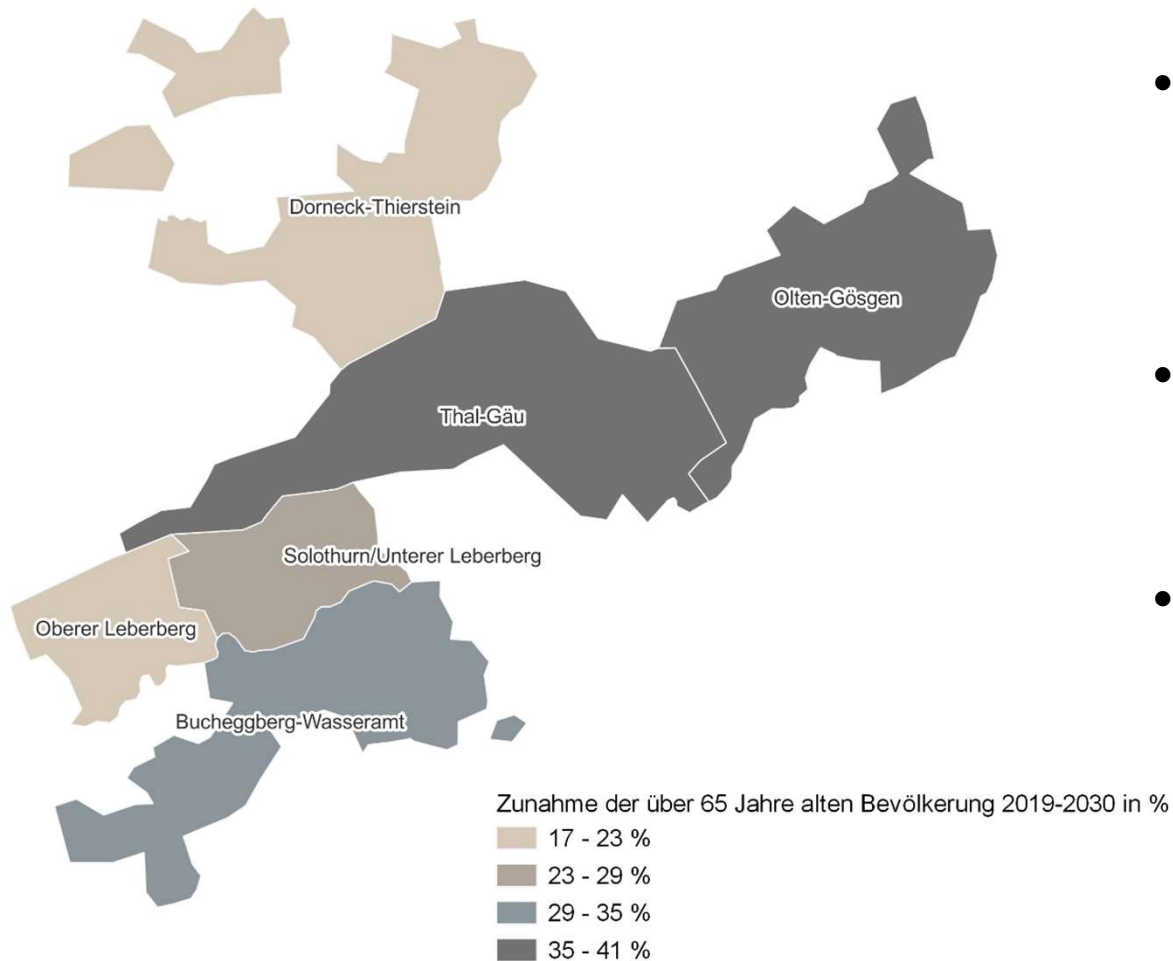 Dorneck-Thierstein
Olten-Gösgen
Thal-Gäu
Solothurn/Unterer Leberberg
Oberer Leberberg
Bucheggberg-Wasseramt
Zunahme der über 65 Jahre alten Bevölkerung 2019-2030 in %
17 - 23 %
23 - 29 %
29 - 35 %
35 - 41 %